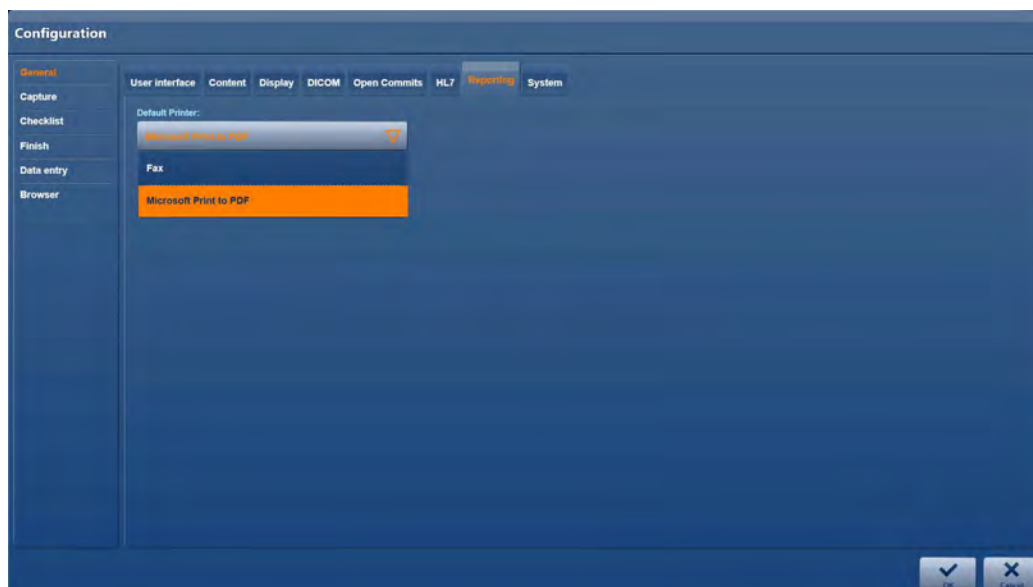 Configuration
General
Capture
Checklist
Finish
Data entry
Browser
User interface Content Display DICOM Open Commits HL7 Reporting System
Default Printer:
Microsoft Print to PDF
Fax
Microsoft Print to PDF
OK Cancel